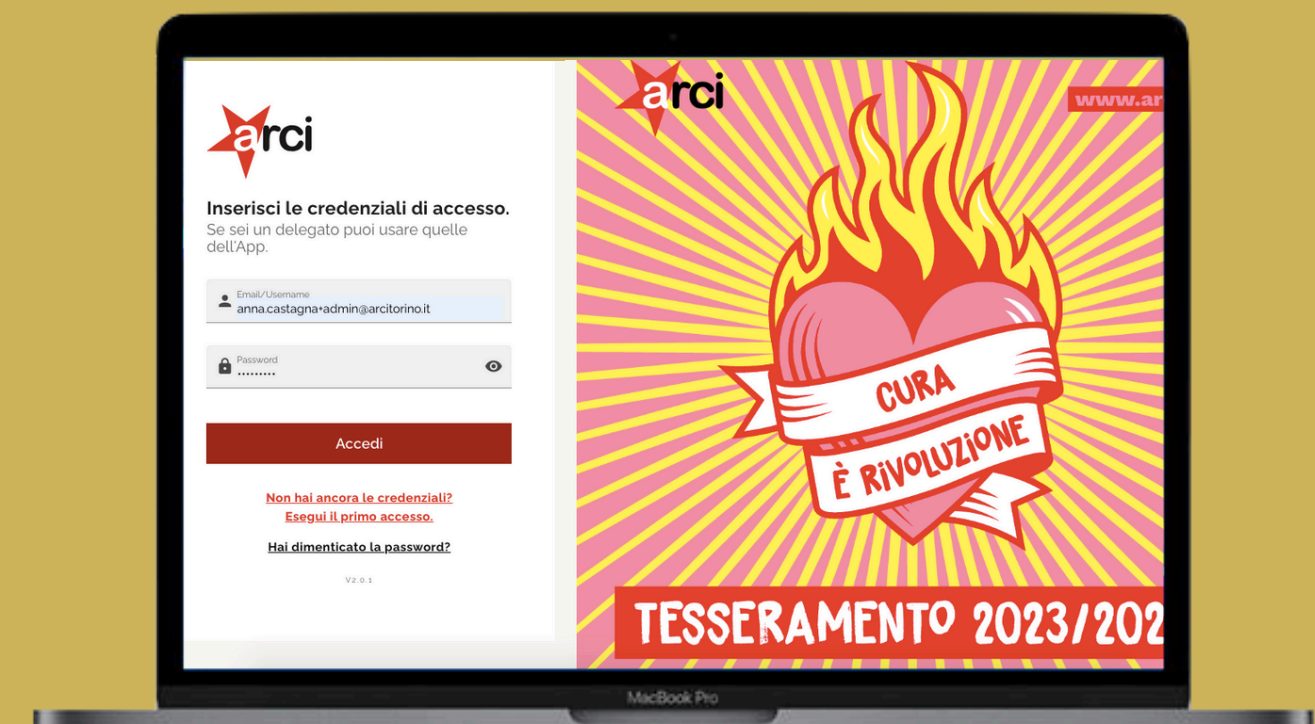 arci
Inserisci le credenziali di accesso.
Se sei un delegato puoi usare quelle
dell'App.
Email/Username
anna.castagna+admin@arcitorino.it
Password
•••••••••
Accedi
Non hai ancora le credenziali?
Esegui il primo accesso.
Hai dimenticato la password?
V2.0.1
arci
www.ar
CURA
È RIVOLUZIONE
TESSERAMENTO 2023/202
MacBook Pro